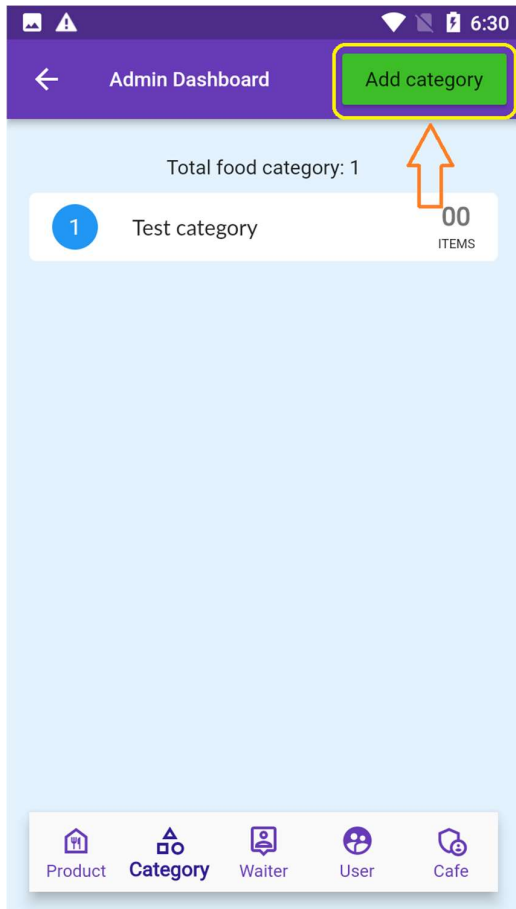 6:30
Admin Dashboard
Add category
Total food category: 1
1 Test category 00
ITEMS
Product Category Waiter User Cafe